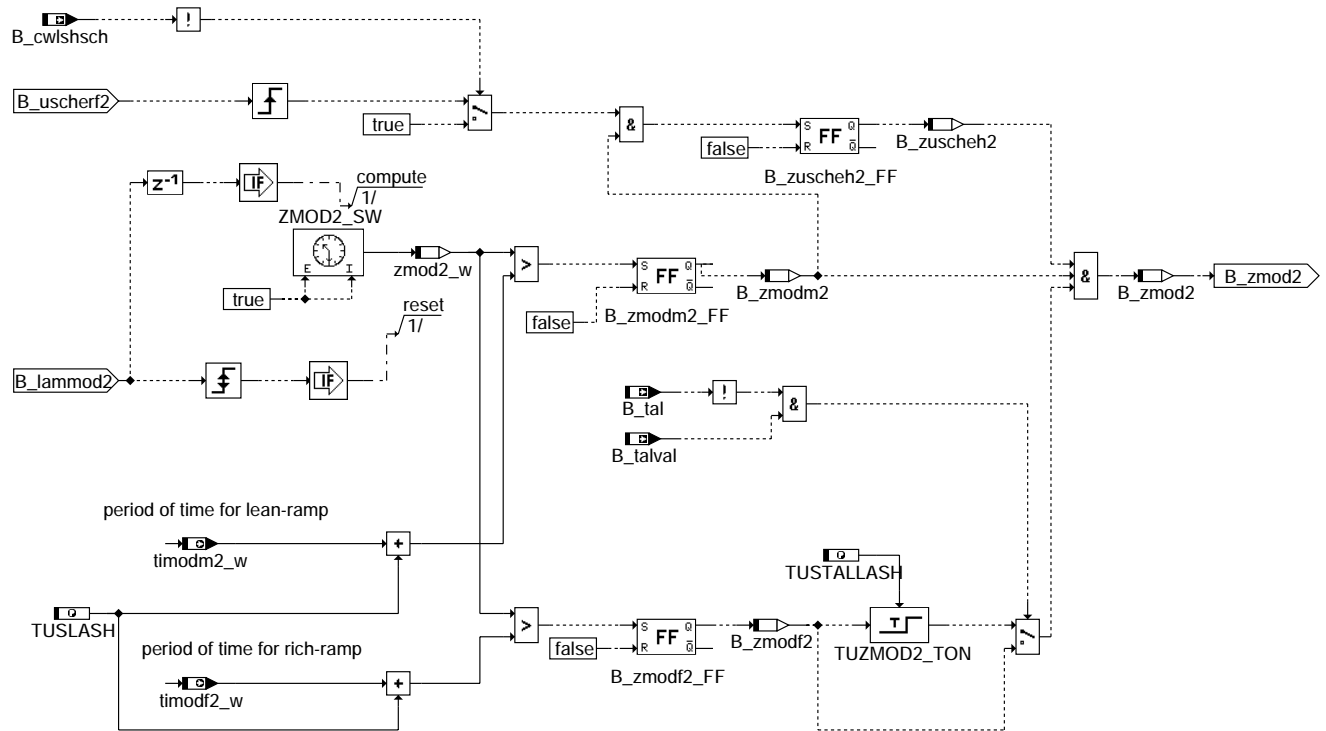 B_cwlshsch
!
B_uscherf2
true
&
S Q
FF
R Q
false
B_zuscheh2
B_zuscheh2_FF
z-1
IF
compute
1/
ZMOD2_SW
E I
true
zmod2_w
>
S Q
FF
R Q
false
B_zmodm2
B_zmodm2_FF
&
B_zmod2
B_zmod2
reset
1/
B_lammod2
IF
B_tal
!
&
B_talval
period of time for lean-ramp
timodm2_w
+
TUSLASH
TUSTALLASH
period of time for rich-ramp
timodf2_w
+
>
S Q
FF
R Q
false
B_zmodf2
B_zmodf2_FF
T
TUZMOD2_TON